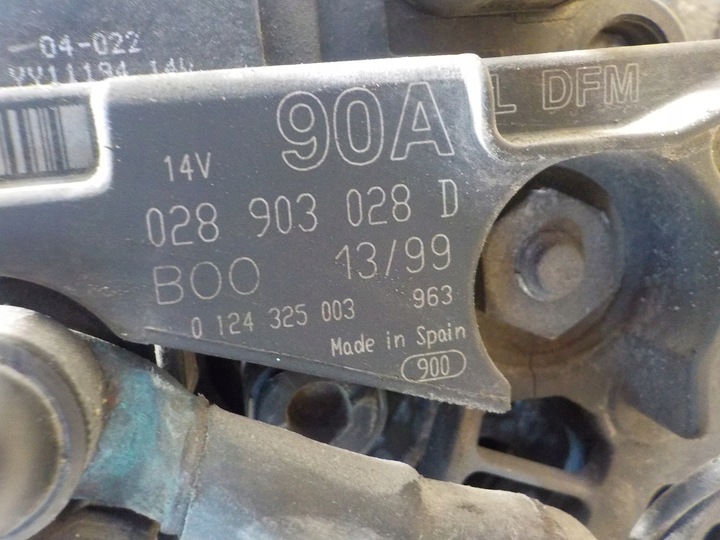 04-022
90A
L DFM
14V
028 903 028 D
BOO 13/99
0 124 325 003 963
Made in Spain
900